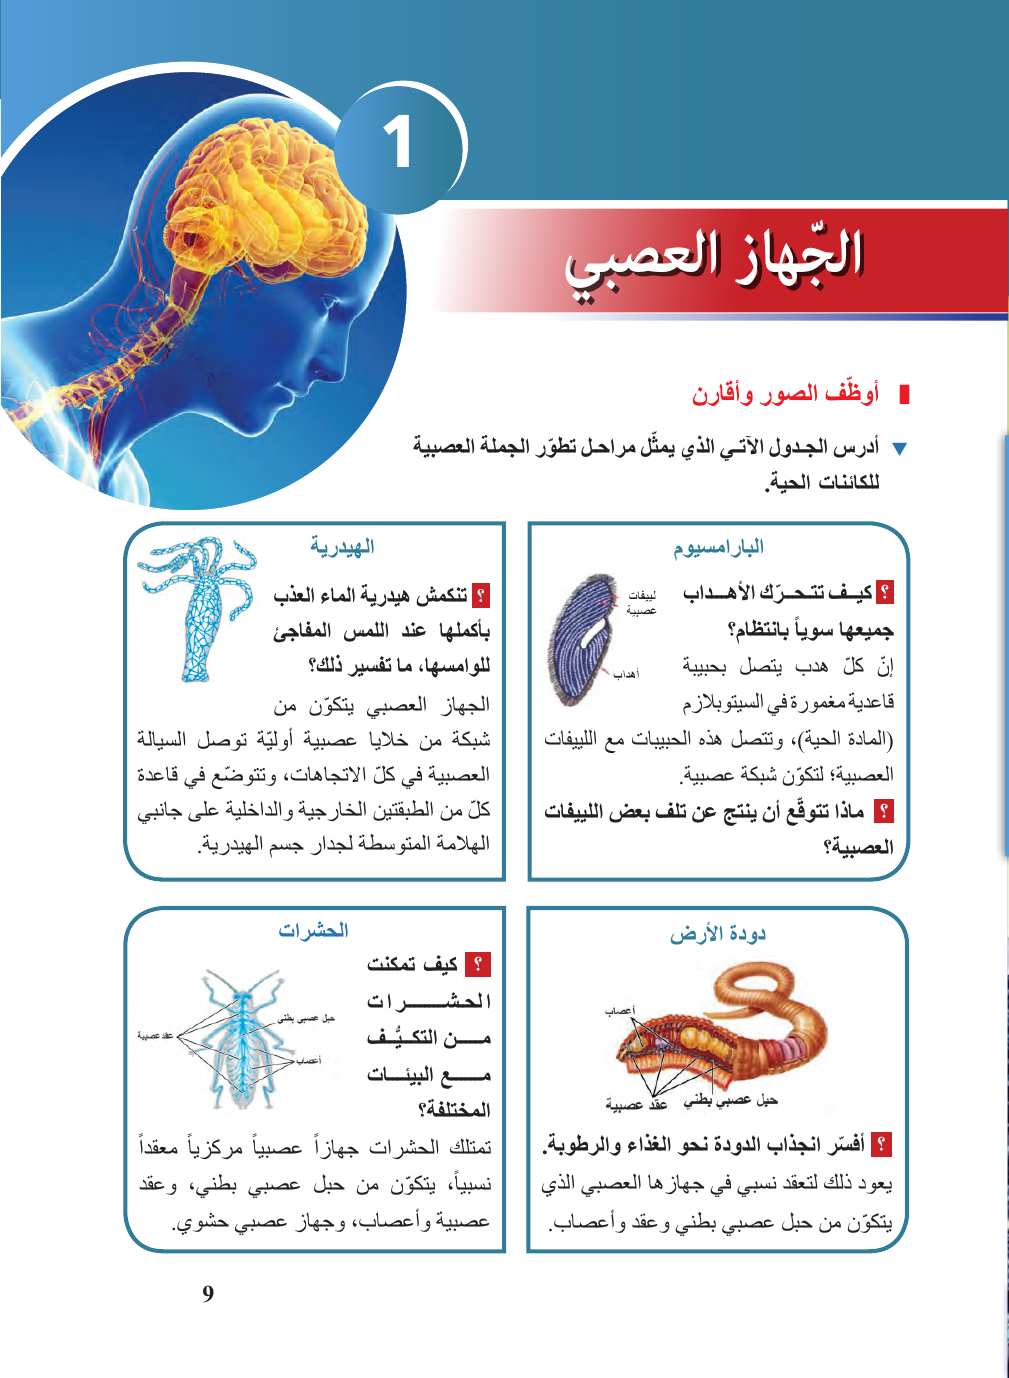 1
الجّهاز العصبي
أوظّف الصور وأقارن
أدرس الجدول الآتي الذي يمثّل مراحل تطوّر الجملة العصبية
للكائنات الحية.
البارامسيوم
؟ كيف تتحرّك الأهداب
جميعها سوياً بانتظام؟
إنّ كلّ هدب يتصل بحبيبة
قاعدية مغمورة في السيتوبلازم
(المادة الحية)، وتتصل هذه الحبيبات مع اللييفات
العصبية؛ لتكوّن شبكة عصبية.
؟ ماذا تتوقّع أن ينتج عن تلف بعض اللييفات
العصبية؟
لييفات
عصبية
أهداب
الهيدرية
؟ تنكمش هيدرية الماء العذب
بأكملها عند اللمس المفاجئ
للوامسها، ما تفسير ذلك؟
الجهاز العصبي يتكوّن من
شبكة من خلايا عصبية أوليّة توصل السيالة
العصبية في كلّ الاتجاهات، وتتوضّع في قاعدة
كلّ من الطبقتين الخارجية والداخلية على جانبي
الهلامة المتوسطة لجدار جسم الهيدرية.
دودة الأرض
أعصاب
حبل عصبي بطني
عقد عصبية
؟ أفسّر انجذاب الدودة نحو الغذاء والرطوبة.
يعود ذلك لتعقد نسبي في جهازها العصبي الذي
يتكوّن من حبل عصبي بطني وعقد وأعصاب.
الحشرات
؟ كيف تمكنت
الحشرات
من التكيُّف
مع البيئات
المختلفة؟
حبل عصبي بطني
عقد عصبية
أعصاب
تمتلك الحشرات جهازاً عصبياً مركزياً معقداً
نسبياً، يتكوّن من حبل عصبي بطني، وعقد
عصبية وأعصاب، وجهاز عصبي حشوي.
9